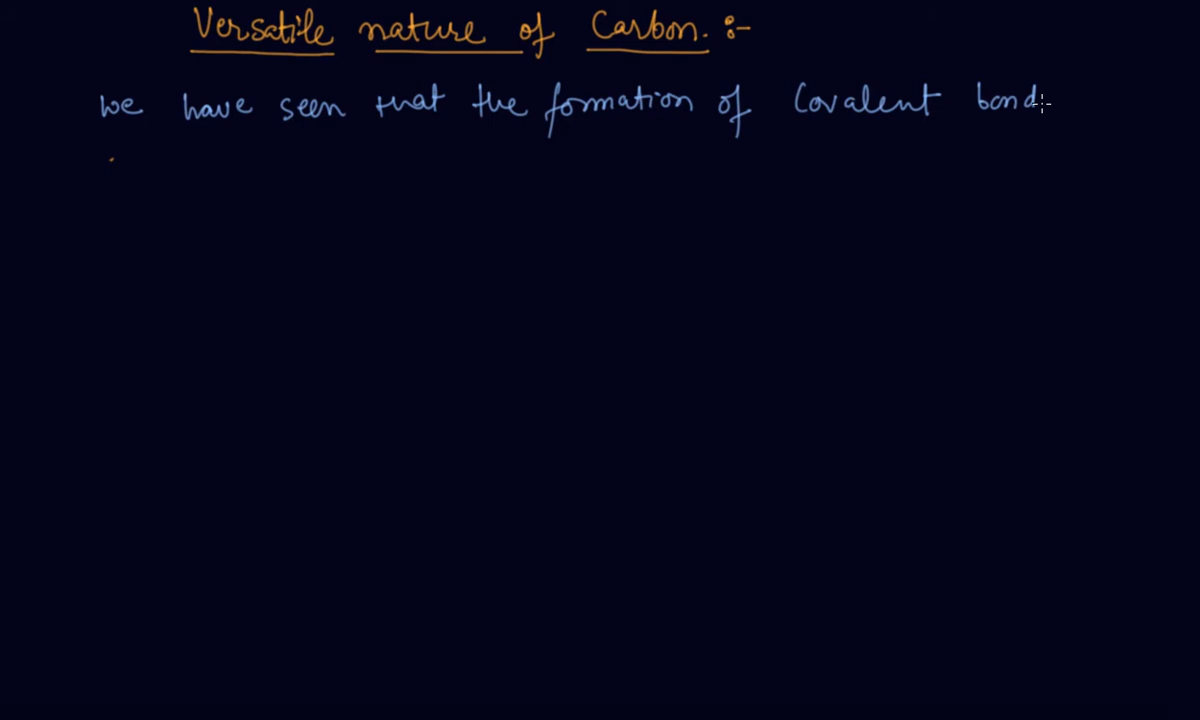 Versatile nature of Carbon. :-
we have seen that the formation of Covalent bond